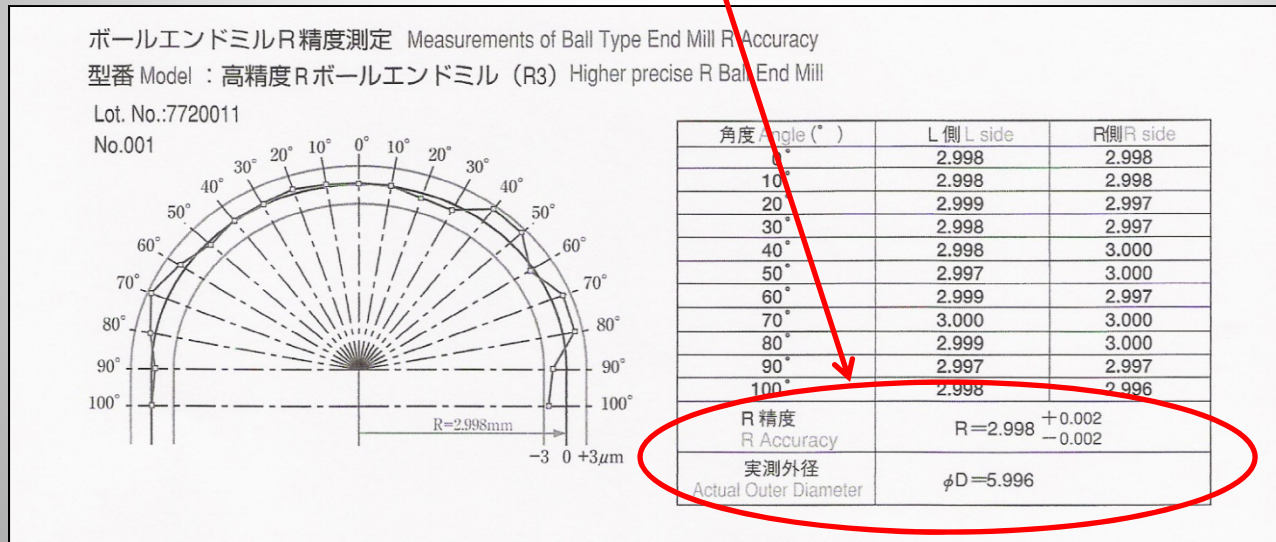 ボールエンドミルR精度測定 Measurements of Ball Type End Mill R Accuracy
型番 Model ：高精度Rボールエンドミル（R3）Higher precise R Ball End Mill
Lot. No.:7720011
No.001
0°
10° 10°
20° 20°
30° 30°
40° 40°
50° 50°
60° 60°
70° 70°
80° 80°
90° 90°
100° 100°
R=2.998mm
−3 0 +3μm
角度 Angle (°) L側 L side R側 R side
0° 2.998 2.998
10° 2.998 2.998
20° 2.999 2.997
30° 2.998 2.997
40° 2.998 3.000
50° 2.997 3.000
60° 2.999 2.997
70° 3.000 3.000
80° 2.999 3.000
90° 2.997 2.997
100° 2.998 2.996
R精度
R Accuracy
R=2.998 +0.002
−0.002
実測外径
Actual Outer Diameter
φD=5.996